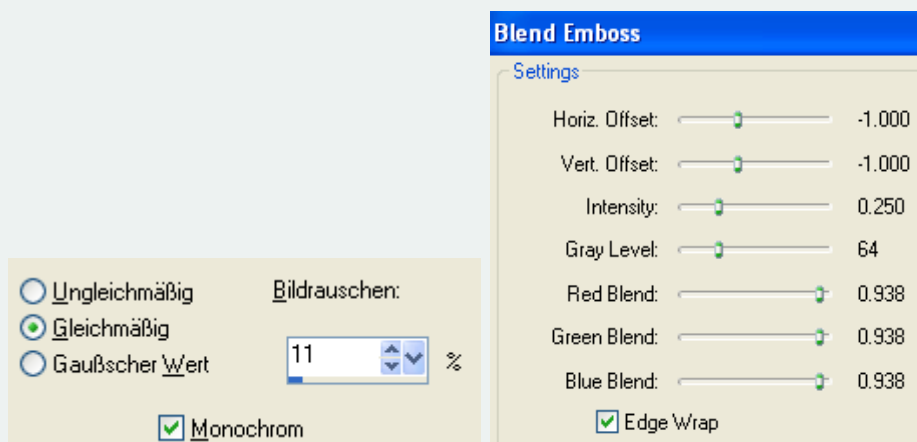 Blend Emboss
Settings
Horiz. Offset: -1.000
Vert. Offset: -1.000
Intensity: 0.250
Gray Level: 64
Red Blend: 0.938
Green Blend: 0.938
Blue Blend: 0.938
Edge Wrap
Ungleichmäßig Bildrauschen:
Gleichmäßig
Gaußscher Wert 11 %
Monochrom